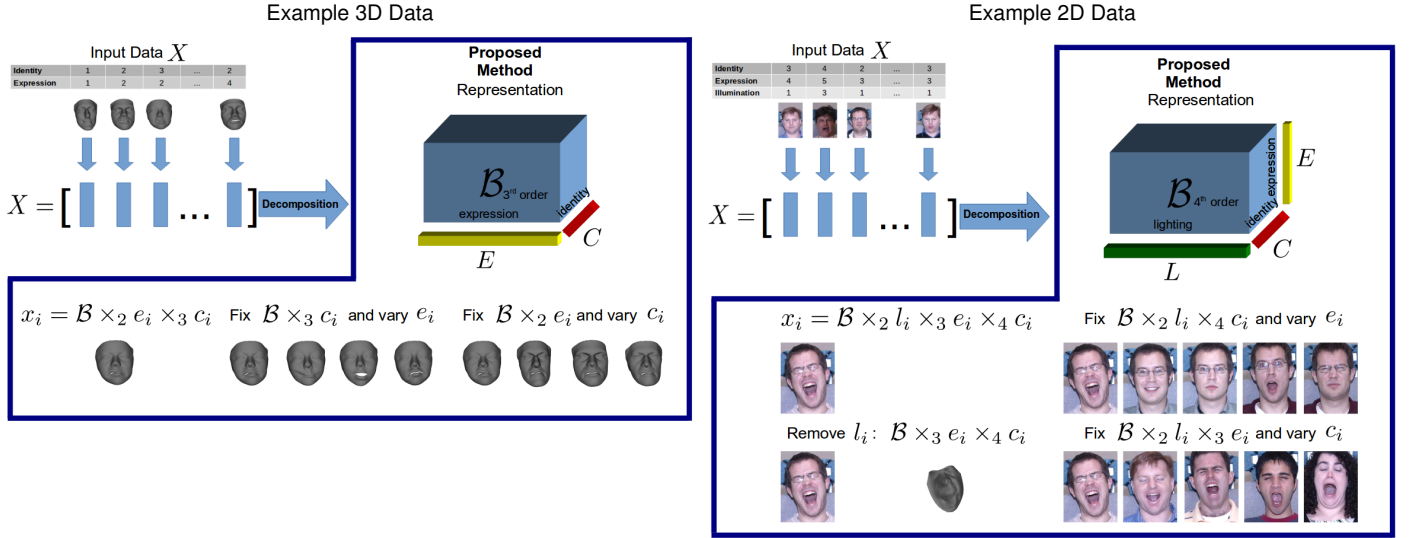 Example 3D Data
Input Data X
Identity 1 2 3 ... 2
Expression 1 2 2 ... 4
X = [ ... ]
Decomposition
Proposed
Method
Representation
ℬ 3rd order
expression
identity
E
C
x_i = ℬ ×_2 e_i ×_3 c_i
Fix ℬ ×_3 c_i and vary e_i
Fix ℬ ×_2 e_i and vary c_i
Example 2D Data
Input Data X
Identity 3 4 2 ... 3
Expression 4 5 3 ... 3
Illumination 1 3 1 ... 1
X = [ ... ]
Decomposition
Proposed
Method
Representation
ℬ 4th order
lighting
identity
expression
E
C
L
x_i = ℬ ×_2 l_i ×_3 e_i ×_4 c_i
Fix ℬ ×_2 l_i ×_4 c_i and vary e_i
Remove l_i: ℬ ×_3 e_i ×_4 c_i
Fix ℬ ×_2 l_i ×_3 e_i and vary c_i